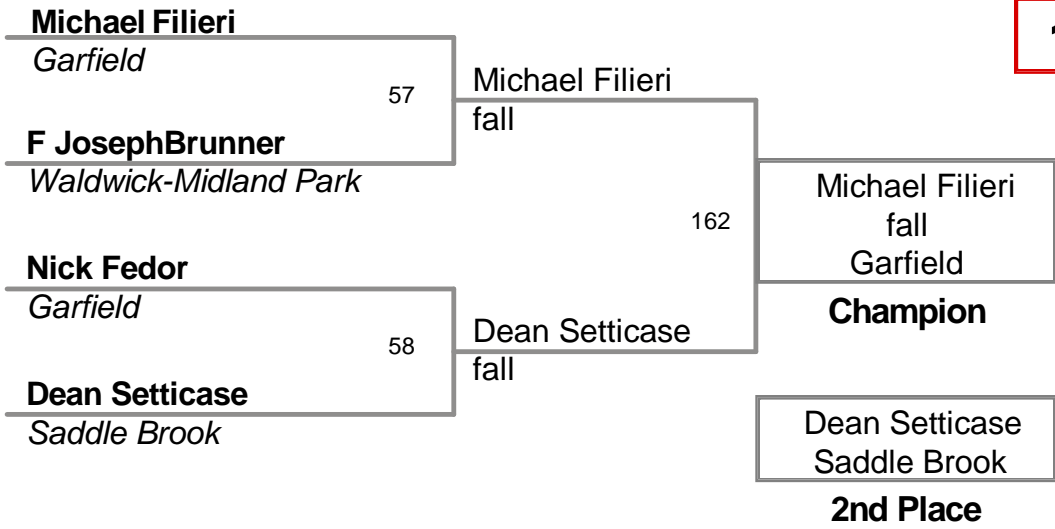 Michael Filieri
Garfield
57
Michael Filieri
fall
F JosephBrunner
Waldwick-Midland Park
162
Michael Filieri
fall
Garfield
Champion
Nick Fedor
Garfield
58
Dean Setticase
fall
Dean Setticase
Saddle Brook
Dean Setticase
Saddle Brook
2nd Place